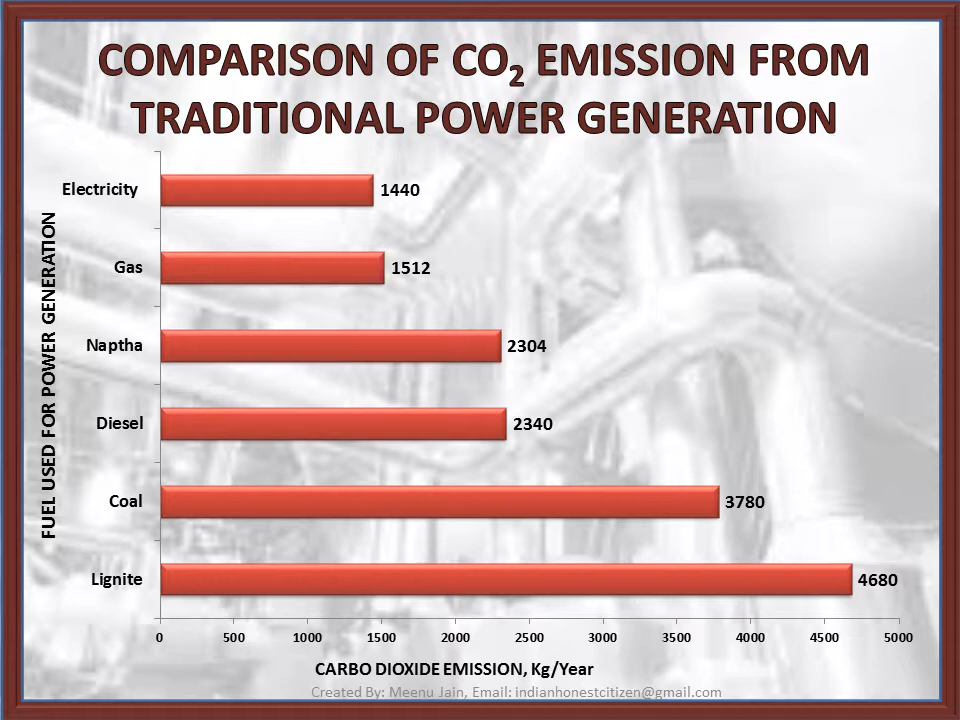 COMPARISON OF CO₂ EMISSION FROM
TRADITIONAL POWER GENERATION
FUEL USED FOR POWER GENERATION
Electricity 1440
Gas 1512
Naptha 2304
Diesel 2340
Coal 3780
Lignite 4680
0 500 1000 1500 2000 2500 3000 3500 4000 4500 5000
CARBO DIOXIDE EMISSION, Kg/Year
Created By: Meenu Jain, Email: indianhonestcitizen@gmail.com